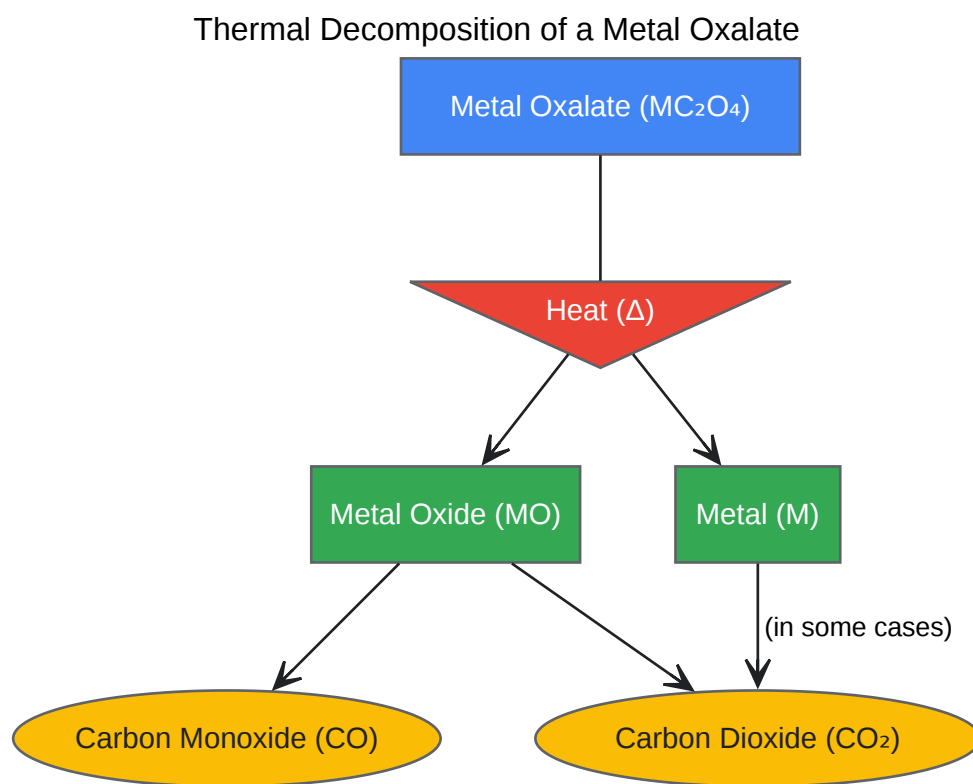 Thermal Decomposition of a Metal Oxalate
Metal Oxalate (MC₂O₄)
Heat (Δ)
Metal Oxide (MO)
Metal (M)
(in some cases)
Carbon Monoxide (CO)
Carbon Dioxide (CO₂)